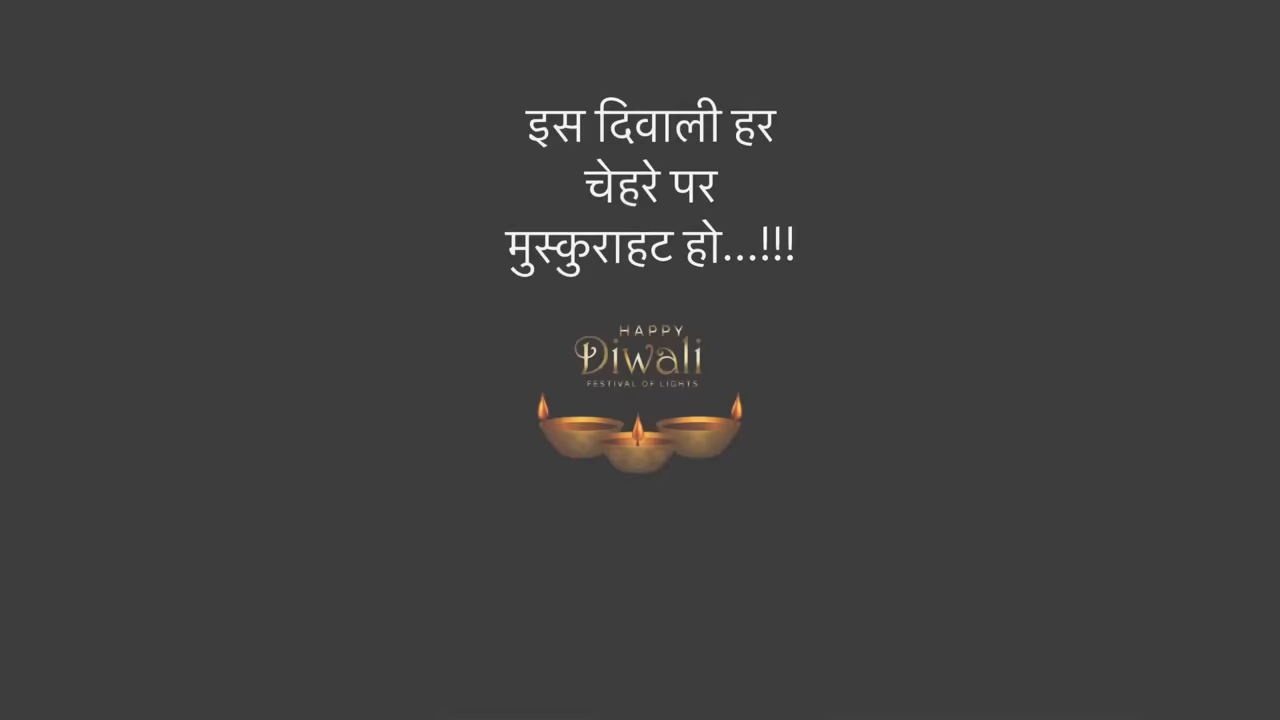 इस दिवाली हर
चेहरे पर
मुस्कुराहट हो...!!!
HAPPY
Diwali
FESTIVAL OF LIGHTS